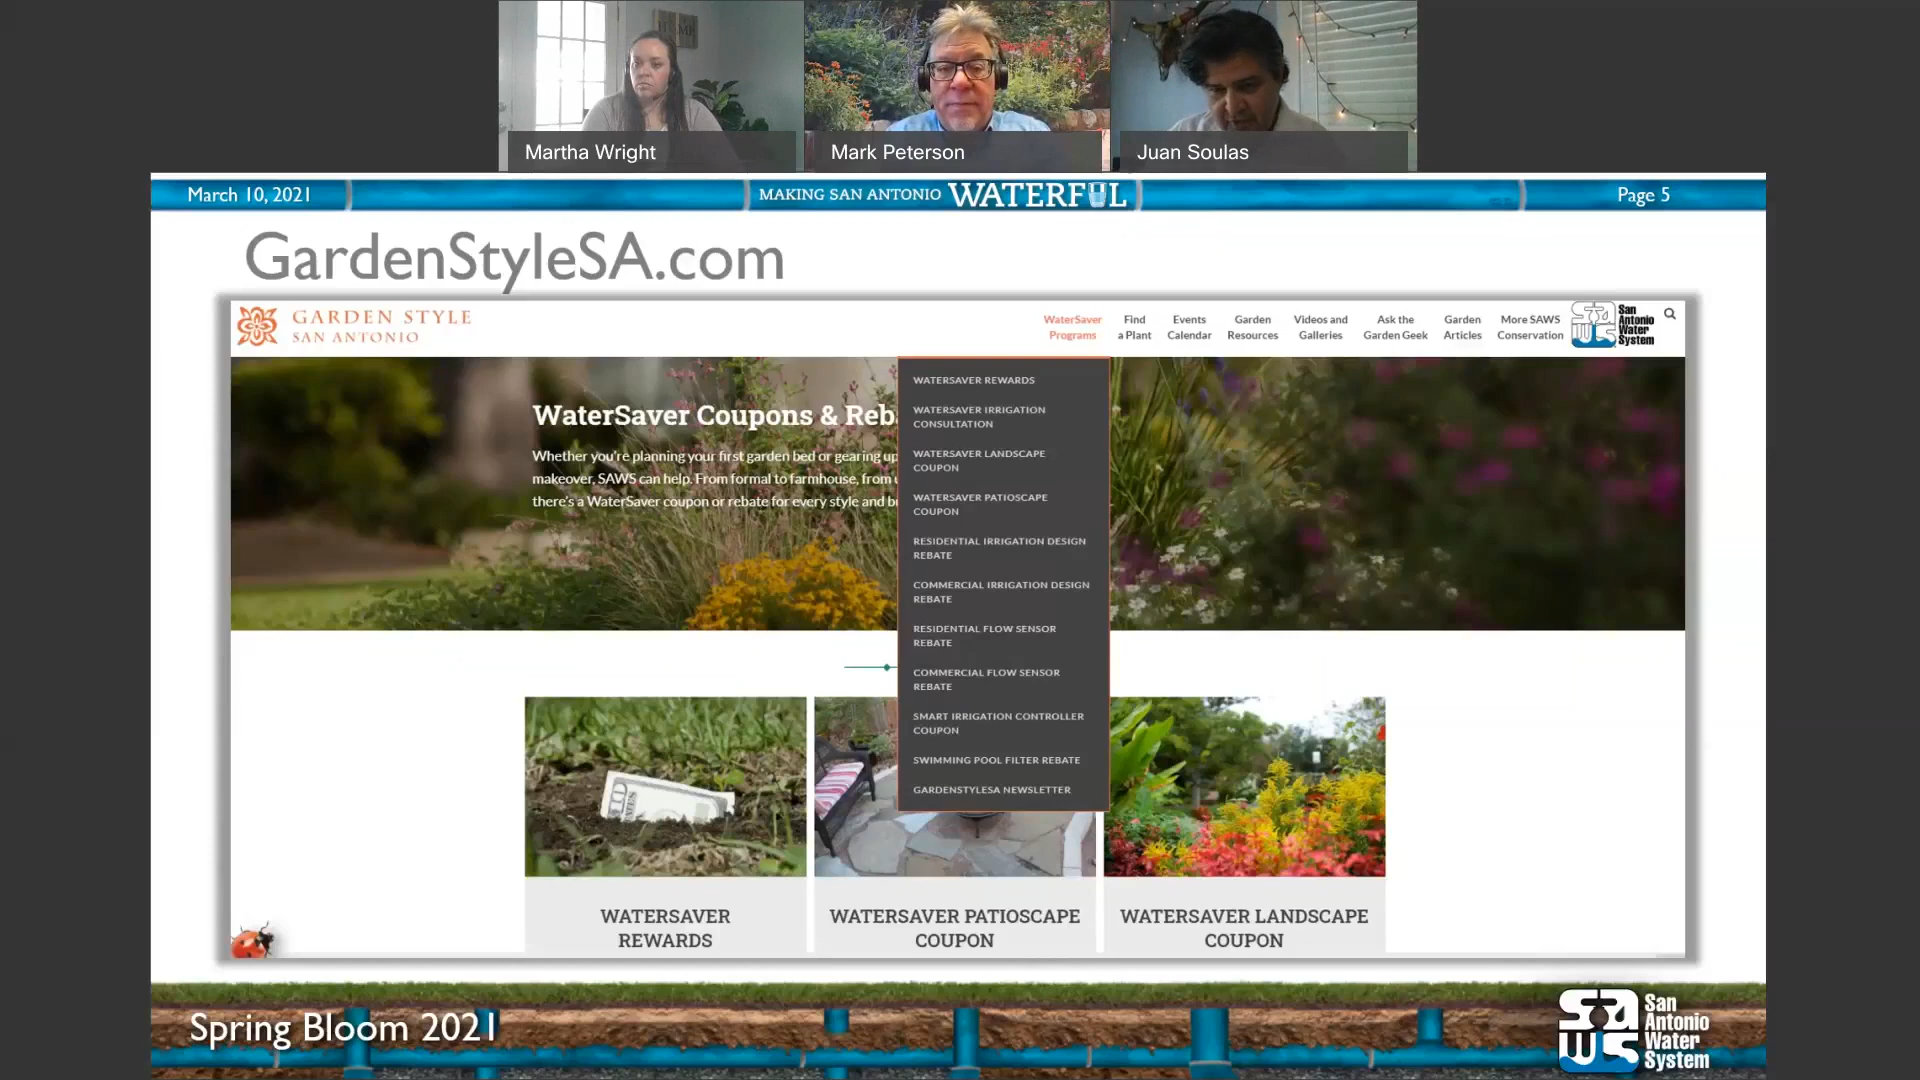 Martha Wright
Mark Peterson
Juan Soulas
March 10, 2021
MAKING SAN ANTONIO WATERFUL
Page 5
GardenStyleSA.com
GARDEN STYLE
SAN ANTONIO
WaterSaver
Programs
Find
a Plant
Events
Calendar
Garden
Resources
Videos and
Galleries
Ask the
Garden Geek
Garden
Articles
More SAWS
Conservation
San
Antonio
Water
System
WaterSaver Coupons & Reb
Whether you're planning your first garden bed or gearing up
makeover, SAWS can help. From formal to farmhouse, from
there's a WaterSaver coupon or rebate for every style and
WATERSAVER REWARDS
WATERSAVER IRRIGATION
CONSULTATION
WATERSAVER LANDSCAPE
COUPON
WATERSAVER PATIOSCAPE
COUPON
RESIDENTIAL IRRIGATION DESIGN
REBATE
COMMERCIAL IRRIGATION DESIGN
REBATE
RESIDENTIAL FLOW SENSOR
REBATE
COMMERCIAL FLOW SENSOR
REBATE
SMART IRRIGATION CONTROLLER
COUPON
SWIMMING POOL FILTER REBATE
GARDENSTYLESA NEWSLETTER
WATERSAVER
REWARDS
WATERSAVER PATIOSCAPE
COUPON
WATERSAVER LANDSCAPE
COUPON
Spring Bloom 2021
SAWS
San
Antonio
Water
System